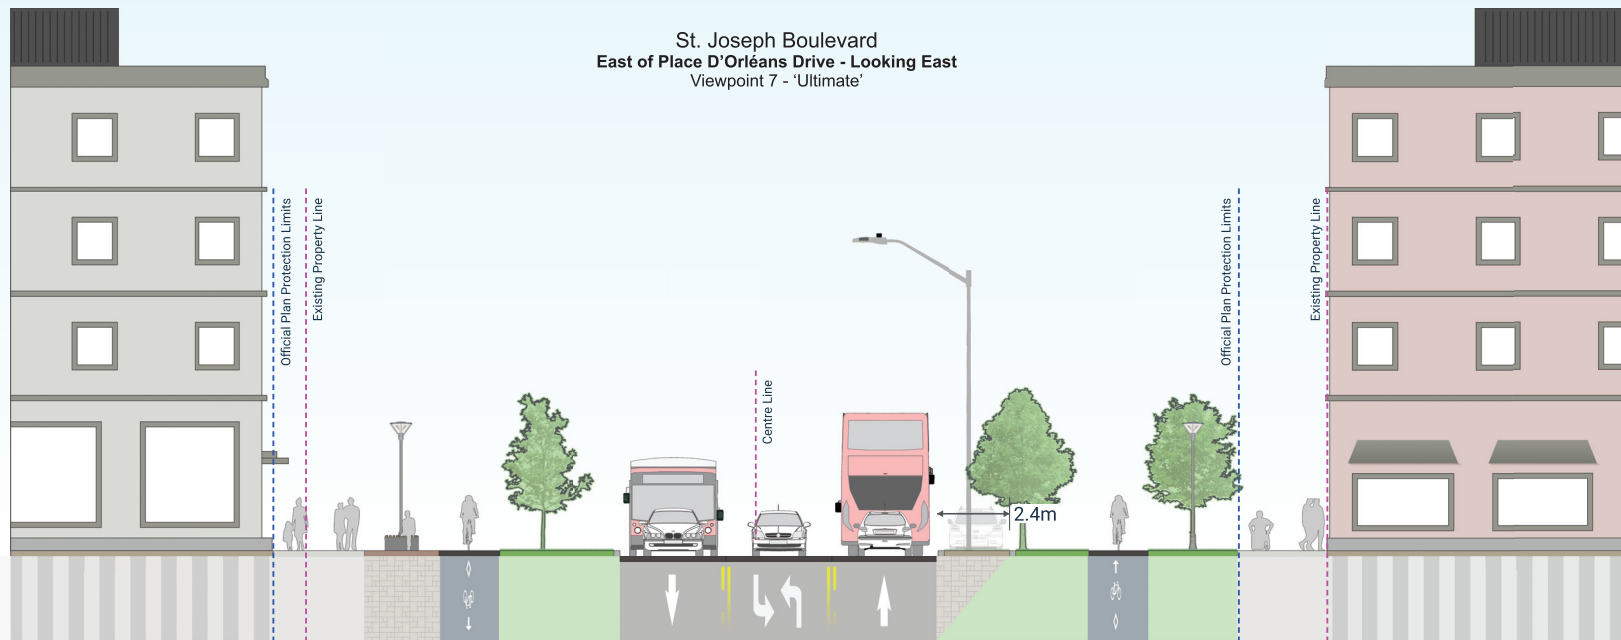 St. Joseph Boulevard
East of Place D'Orléans Drive - Looking East
Viewpoint 7 - ‘Ultimate’
Official Plan Protection Limits
Existing Property Line
Centre Line
Official Plan Protection Limits
Existing Property Line
2.4m